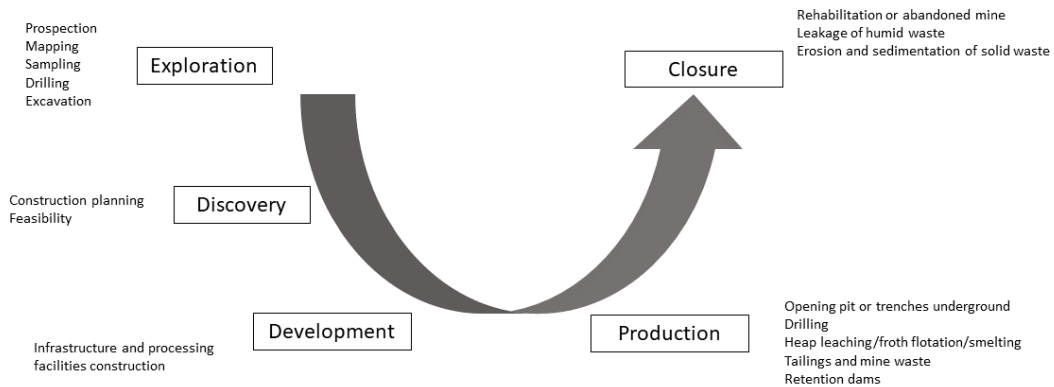 Prospection
Mapping
Sampling
Drilling
Excavation
Exploration
Construction planning
Feasibility
Discovery
Infrastructure and processing
facilities construction
Development
Production
Opening pit or trenches underground
Drilling
Heap leaching/froth flotation/smelting
Tailings and mine waste
Retention dams
Closure
Rehabilitation or abandoned mine
Leakage of humid waste
Erosion and sedimentation of solid waste